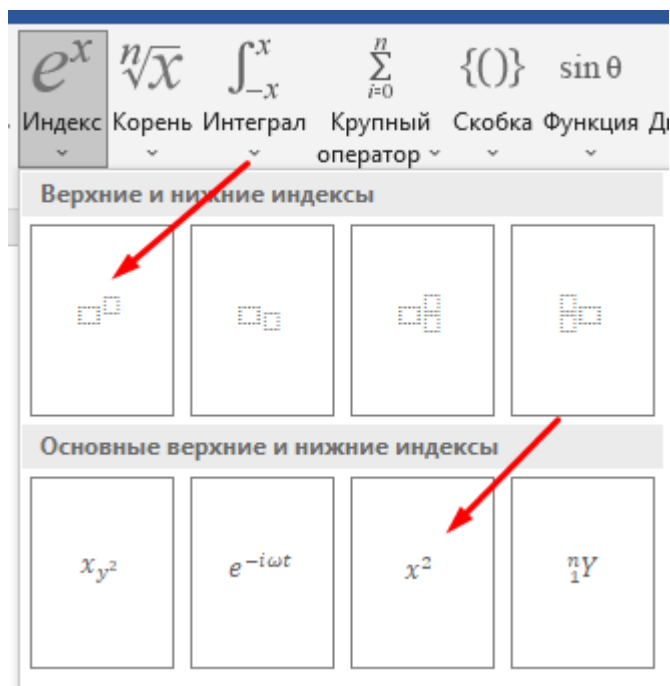 eˣ ⁿ√x ∫₋ₓˣ ∑ᵢ₌₀ⁿ {()} sin θ
Индекс Корень Интеграл Крупный Скобка Функция
оператор
Верхние и нижние индексы
Основные верхние и нижние индексы
x_{y²} e^{−iωt} x² ⁿ₁Y